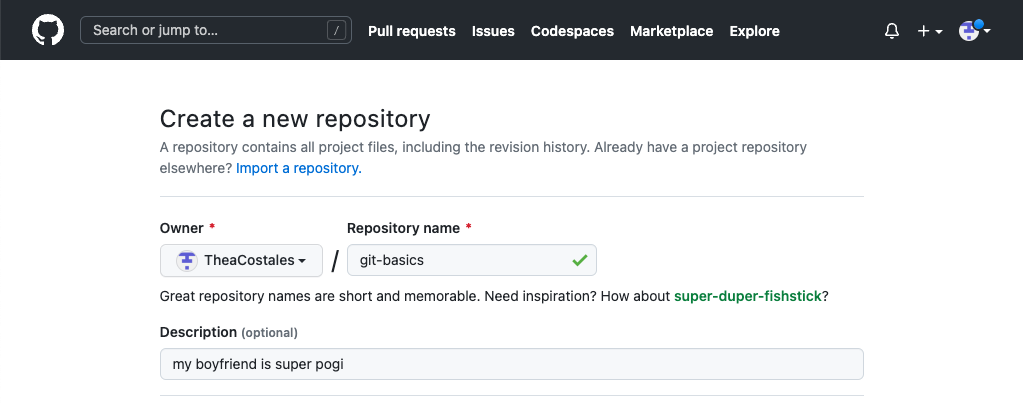 Search or jump to... / Pull requests Issues Codespaces Marketplace Explore
Create a new repository
A repository contains all project files, including the revision history. Already have a project repository
elsewhere? Import a repository.
Owner * Repository name *
TheaCostales / git-basics
Great repository names are short and memorable. Need inspiration? How about super-duper-fishstick?
Description (optional)
my boyfriend is super pogi